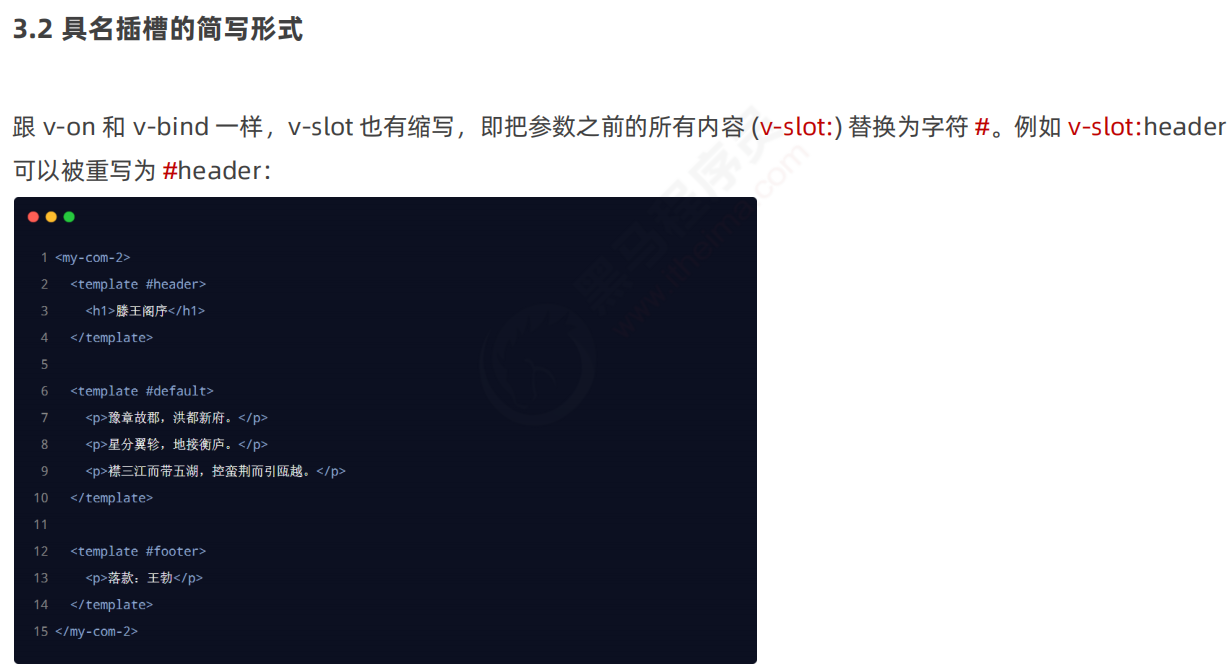 3.2 具名插槽的简写形式
跟 v-on 和 v-bind 一样，v-slot 也有缩写，即把参数之前的所有内容 (v-slot:) 替换为字符 #。例如 v-slot:header
可以被重写为 #header：
1 <my-com-2>
2 <template #header>
3 <h1>滕王阁序</h1>
4 </template>
5
6 <template #default>
7 <p>豫章故郡，洪都新府。</p>
8 <p>星分翼轸，地接衡庐。</p>
9 <p>襟三江而带五湖，控蛮荆而引瓯越。</p>
10 </template>
11
12 <template #footer>
13 <p>落款：王勃</p>
14 </template>
15 </my-com-2>
黑马程序员